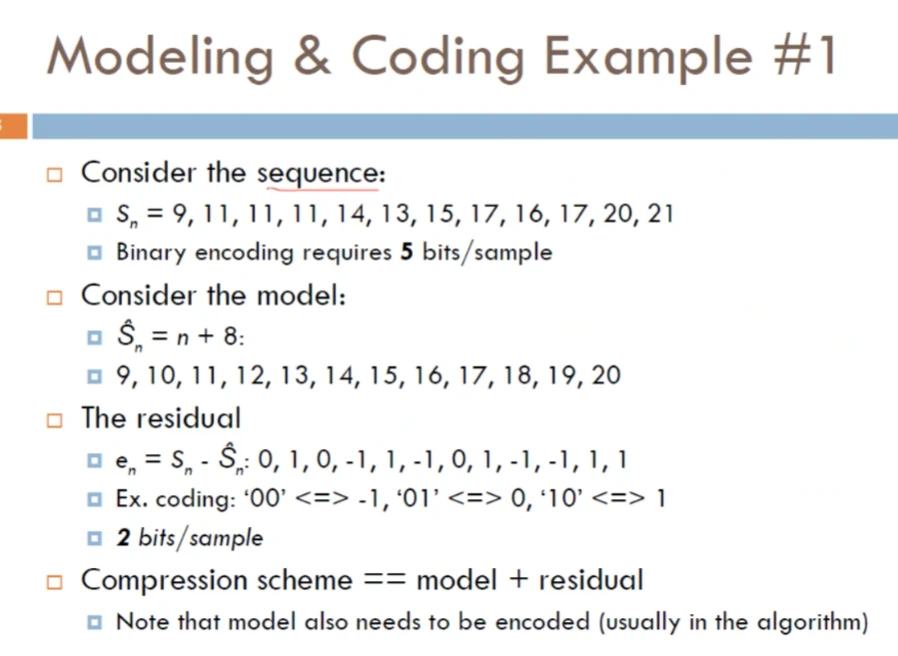 Modeling & Coding Example #1
Consider the sequence:
Sn = 9, 11, 11, 11, 14, 13, 15, 17, 16, 17, 20, 21
Binary encoding requires 5 bits/sample
Consider the model:
Ŝn = n + 8:
9, 10, 11, 12, 13, 14, 15, 16, 17, 18, 19, 20
The residual
en = Sn - Ŝn: 0, 1, 0, -1, 1, -1, 0, 1, -1, -1, 1, 1
Ex. coding: ‘00’ <=> -1, ‘01’ <=> 0, ‘10’ <=> 1
2 bits/sample
Compression scheme == model + residual
Note that model also needs to be encoded (usually in the algorithm)